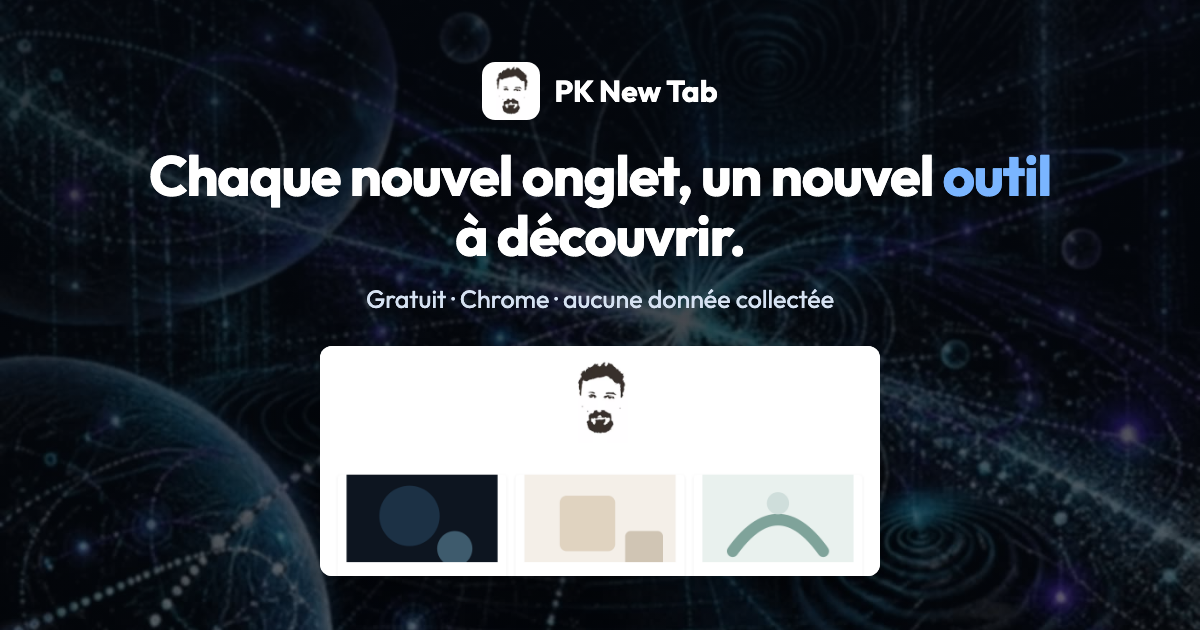 PK New Tab
Chaque nouvel onglet, un nouvel outil
à découvrir.
Gratuit · Chrome · aucune donnée collectée